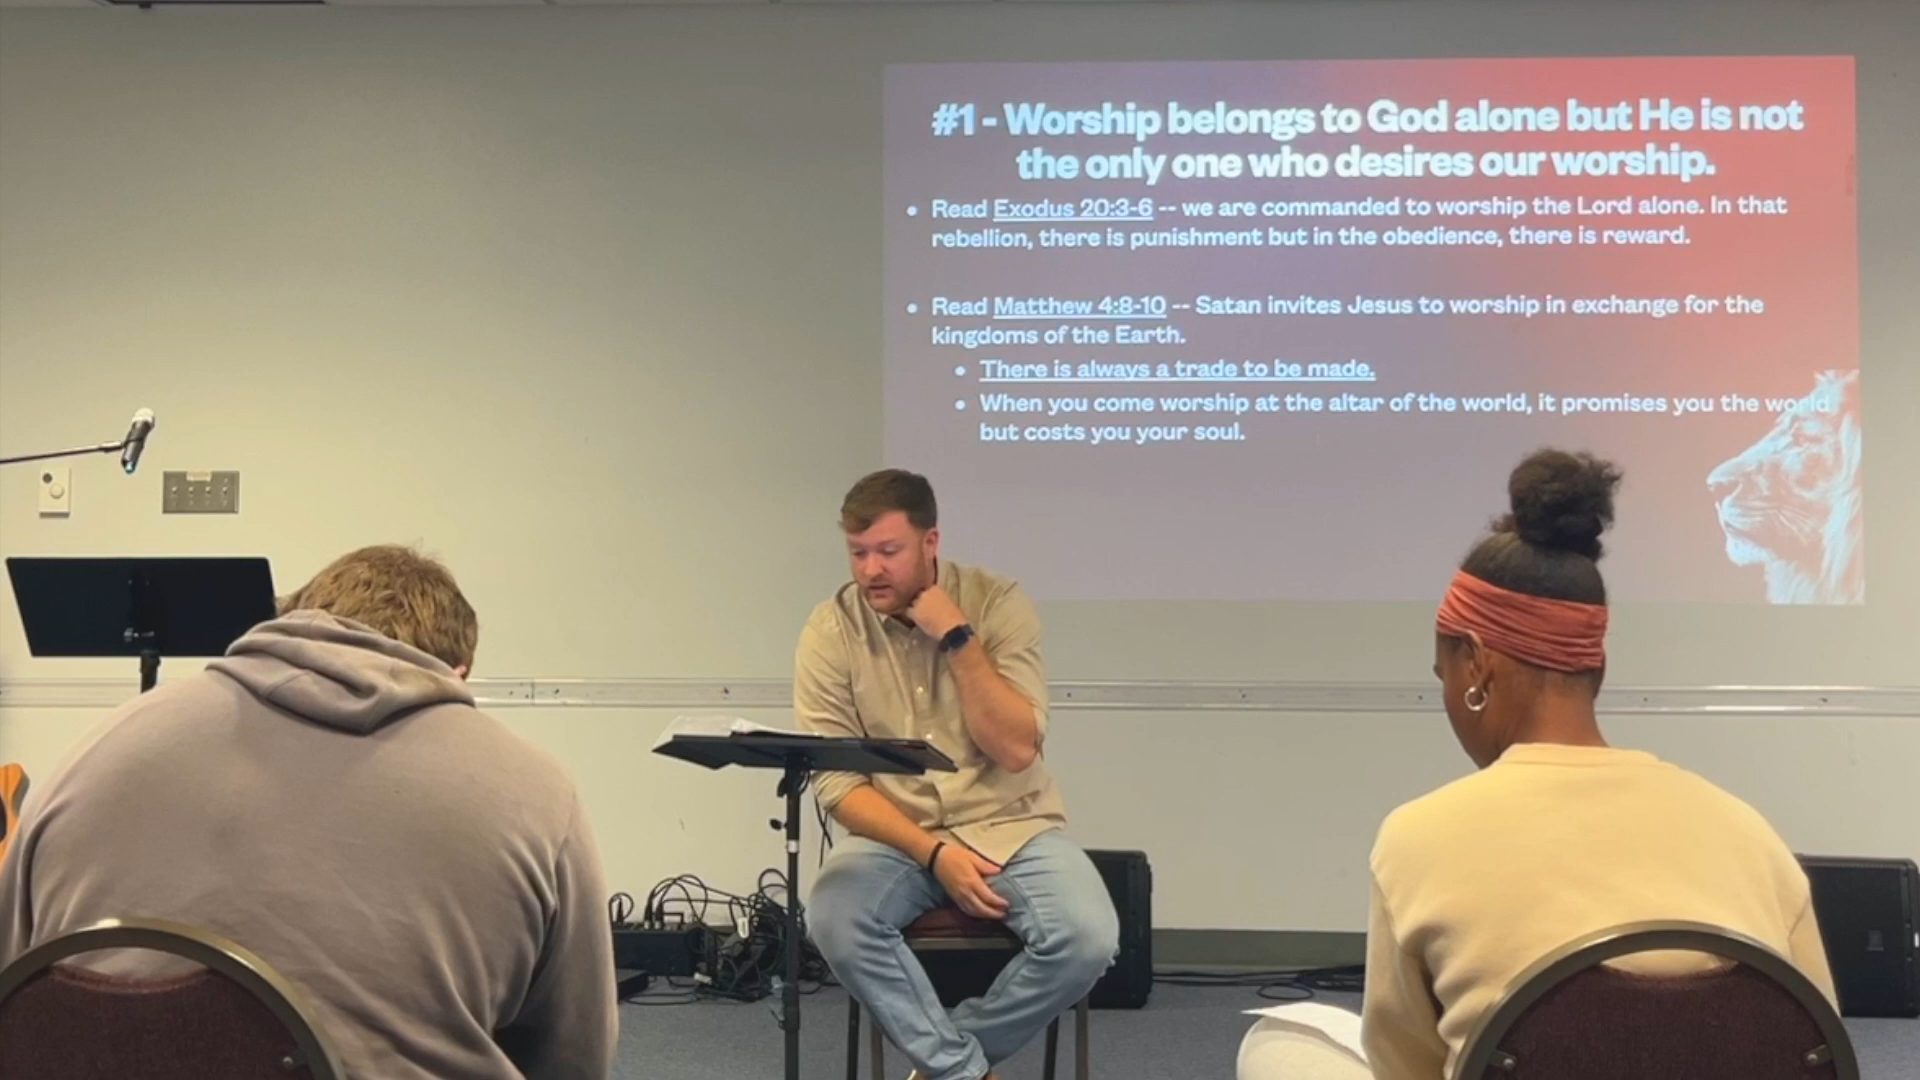 #1 - Worship belongs to God alone but He is not
the only one who desires our worship.
• Read Exodus 20:3-6 -- we are commanded to worship the Lord alone. In that
rebellion, there is punishment but in the obedience, there is reward.
• Read Matthew 4:8-10 -- Satan invites Jesus to worship in exchange for the
kingdoms of the Earth.
• There is always a trade to be made.
• When you come worship at the altar of the world, it promises you the world
but costs you your soul.